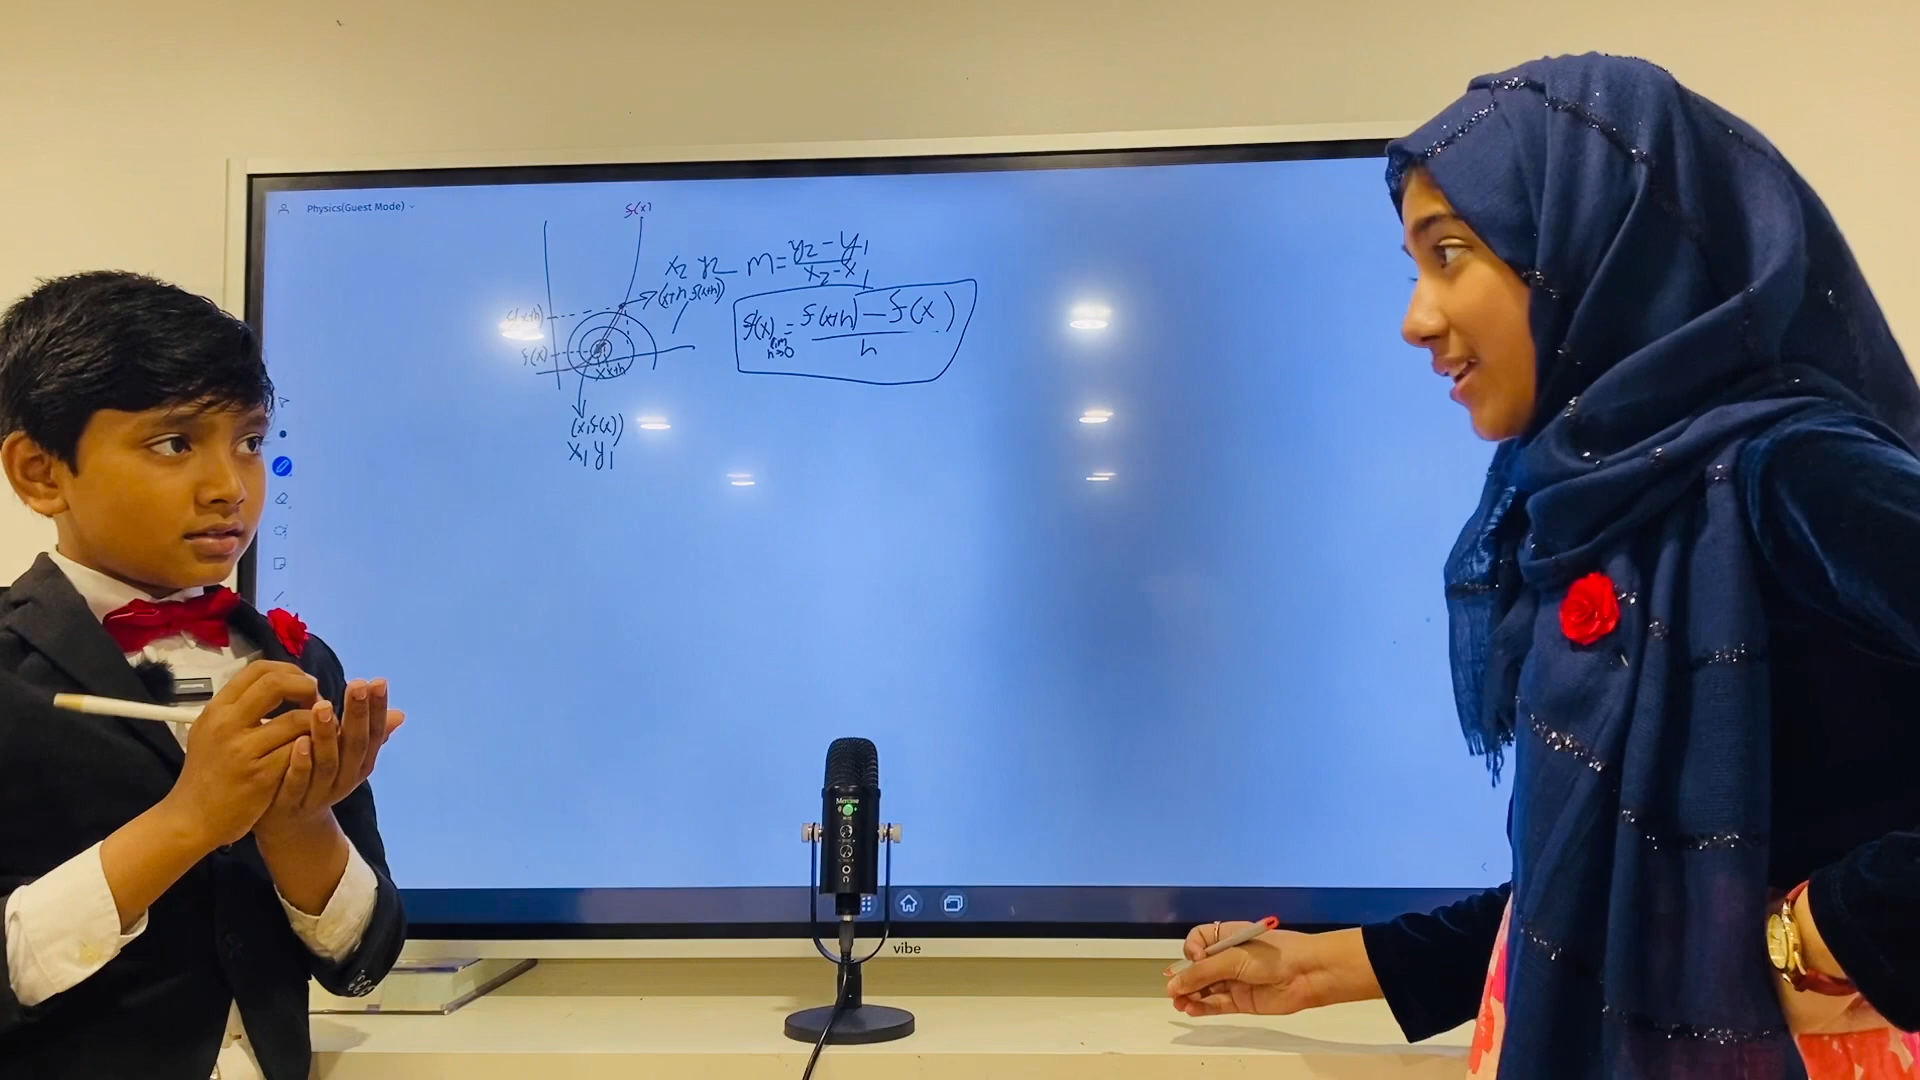 Physics(Guest Mode)
f(x)
x2 y2
m = y2 - y1
x2 - x1
(x+h, f(x+h))
f(x+h)
f(x) = f(x+h) - f(x)
lim
h→0
h
f(x)
x x+h
(x, f(x))
x1 y1
vibe